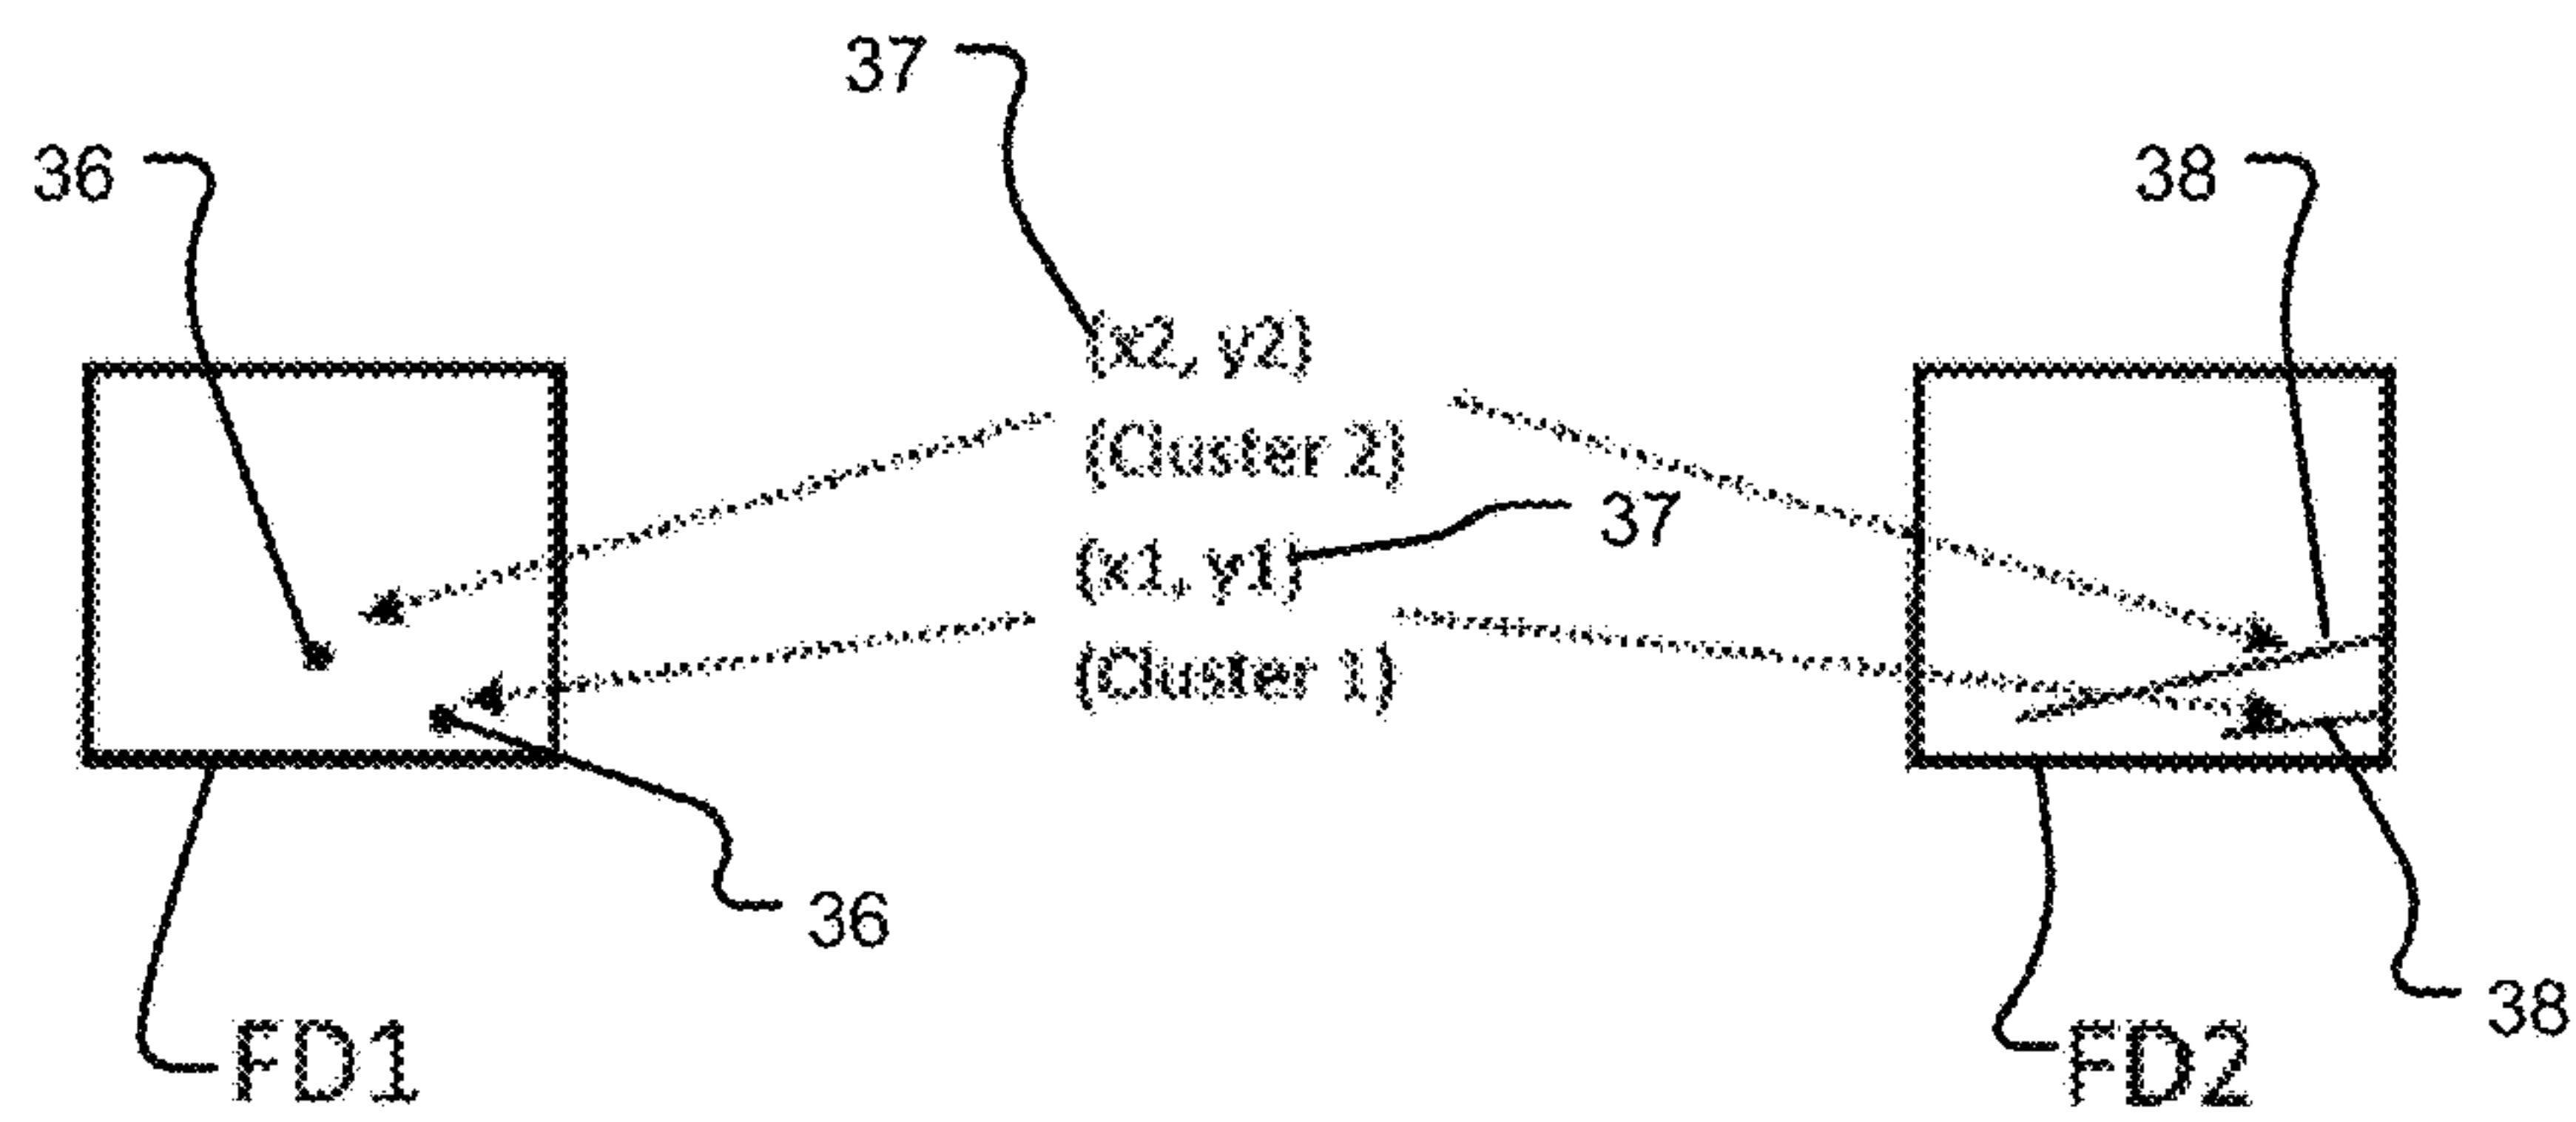 37
36
38
(x2, y2)
(Cluster 2)
37
(x1, y1)
(Cluster 1)
36
38
FD1
FD2